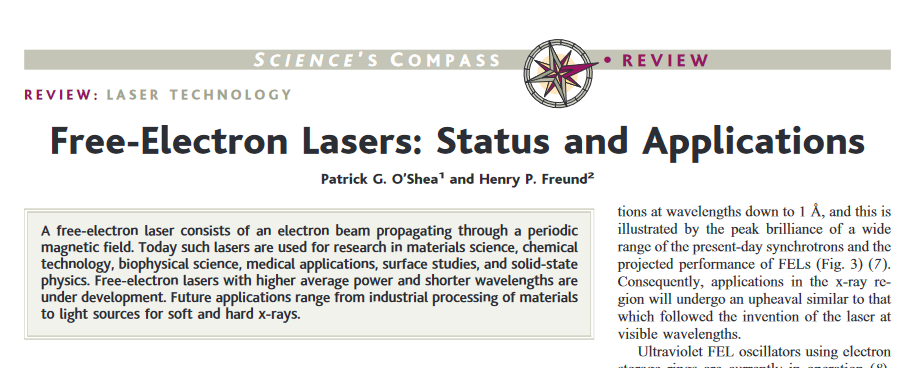 SCIENCE'S COMPASS • REVIEW
REVIEW: LASER TECHNOLOGY
Free-Electron Lasers: Status and Applications
Patrick G. O'Shea¹ and Henry P. Freund²
A free-electron laser consists of an electron beam propagating through a periodic
magnetic field. Today such lasers are used for research in materials science, chemical
technology, biophysical science, medical applications, surface studies, and solid-state
physics. Free-electron lasers with higher average power and shorter wavelengths are
under development. Future applications range from industrial processing of materials
to light sources for soft and hard x-rays.
tions at wavelengths down to 1 Å, and this is
illustrated by the peak brilliance of a wide
range of the present-day synchrotrons and the
projected performance of FELs (Fig. 3) (7).
Consequently, applications in the x-ray re-
gion will undergo an upheaval similar to that
which followed the invention of the laser at
visible wavelengths.
Ultraviolet FEL oscillators using electron